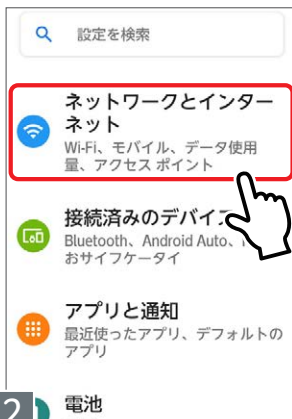 設定を検索
ネットワークとインター
ネット
Wi-Fi、モバイル、データ使用
量、アクセス ポイント
接続済みのデバイス
Bluetooth、Android Auto、
おサイフケータイ
アプリと通知
最近使ったアプリ、デフォルトの
アプリ
電池
2